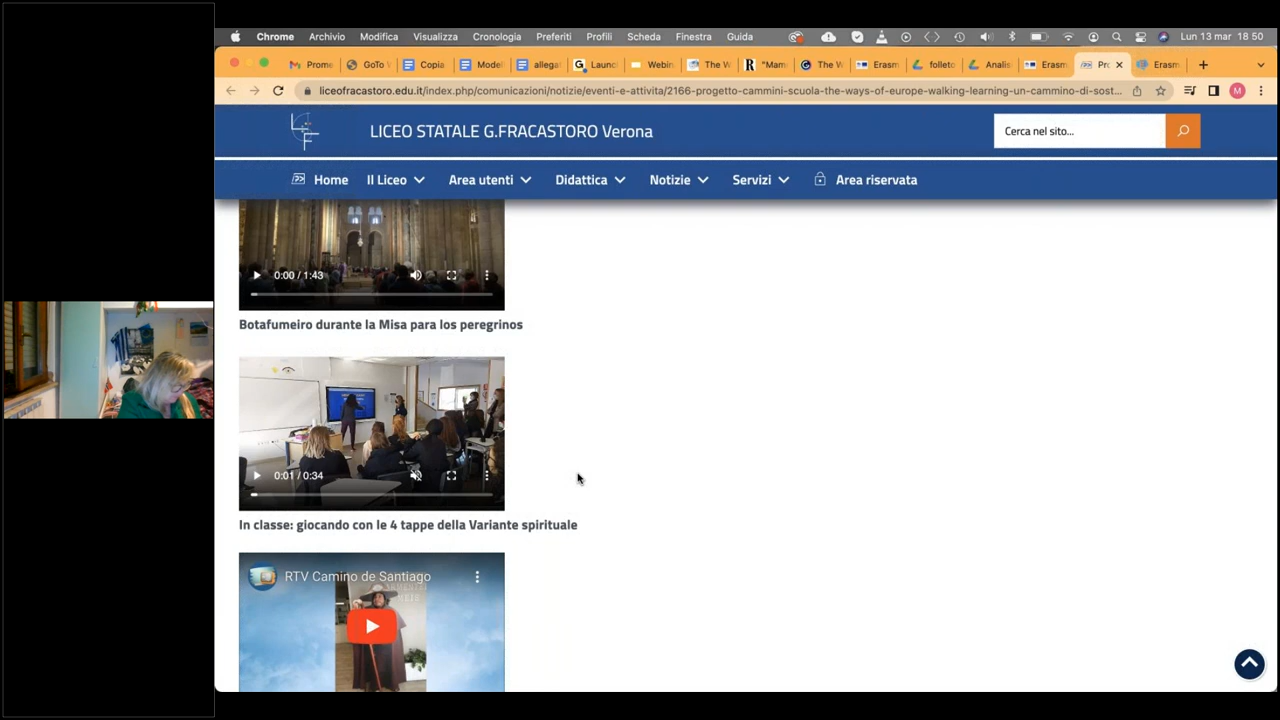 Chrome Archivio Modifica Visualizza Cronologia Preferiti Profili Scheda Finestra Guida Lun 13 mar 18 50
Prome GoTo Copia Model allegat Launc Webin The W "Mam The W Erasm folleto Analis Erasm Pro Erasm
liceofracastoro.edu.it/index.php/comunicazioni/notizie/eventi-e-attivita/2166-progetto-cammini-scuola-the-ways-of-europe-walking-learning-un-cammino-di-sost... M
LF LICEO STATALE G.FRACASTORO Verona Cerca nel sito...
Home Il Liceo Area utenti Didattica Notizie Servizi Area riservata
0:00 / 1:43
Botafumeiro durante la Misa para los peregrinos
0:01 / 0:34
In classe: giocando con le 4 tappe della Variante spirituale
RTV Camino de Santiago